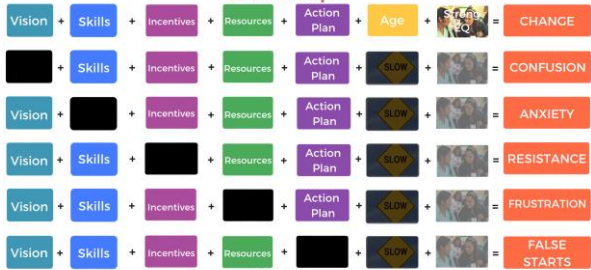 Vision + Skills + Incentives + Resources + Action Plan + Age + Strong EQ = CHANGE
+ Skills + Incentives + Resources + Action Plan + SLOW + = CONFUSION
Vision + + Incentives + Resources + Action Plan + SLOW + = ANXIETY
Vision + Skills + + Resources + Action Plan + SLOW + = RESISTANCE
Vision + Skills + Incentives + + Action Plan + SLOW + = FRUSTRATION
Vision + Skills + Incentives + Resources + + SLOW + = FALSE STARTS